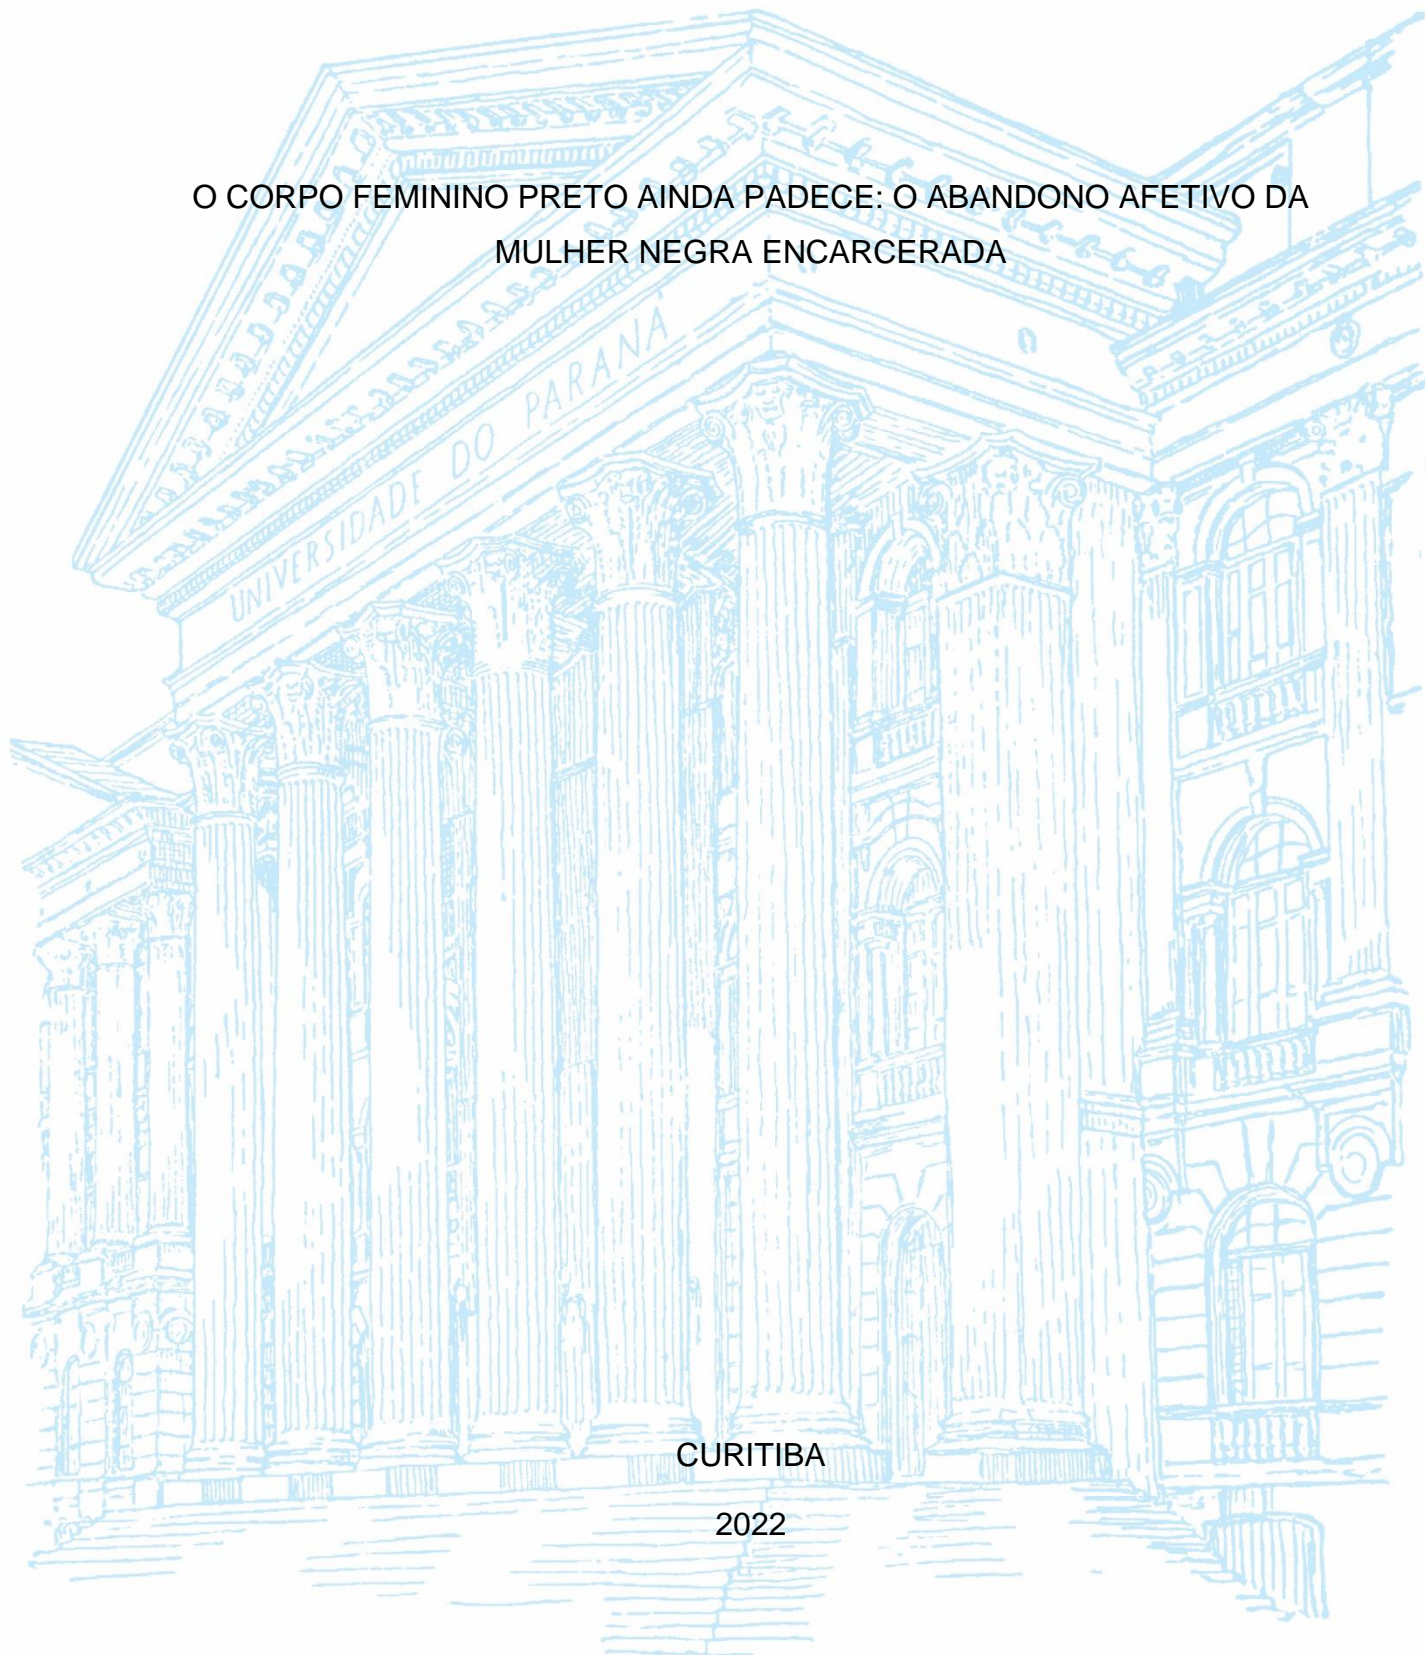 O CORPO FEMININO PRETO AINDA PADECE: O ABANDONO AFETIVO DA
MULHER NEGRA ENCARCERADA
UNIVERSIDADE DO PARANÁ
CURITIBA
2022